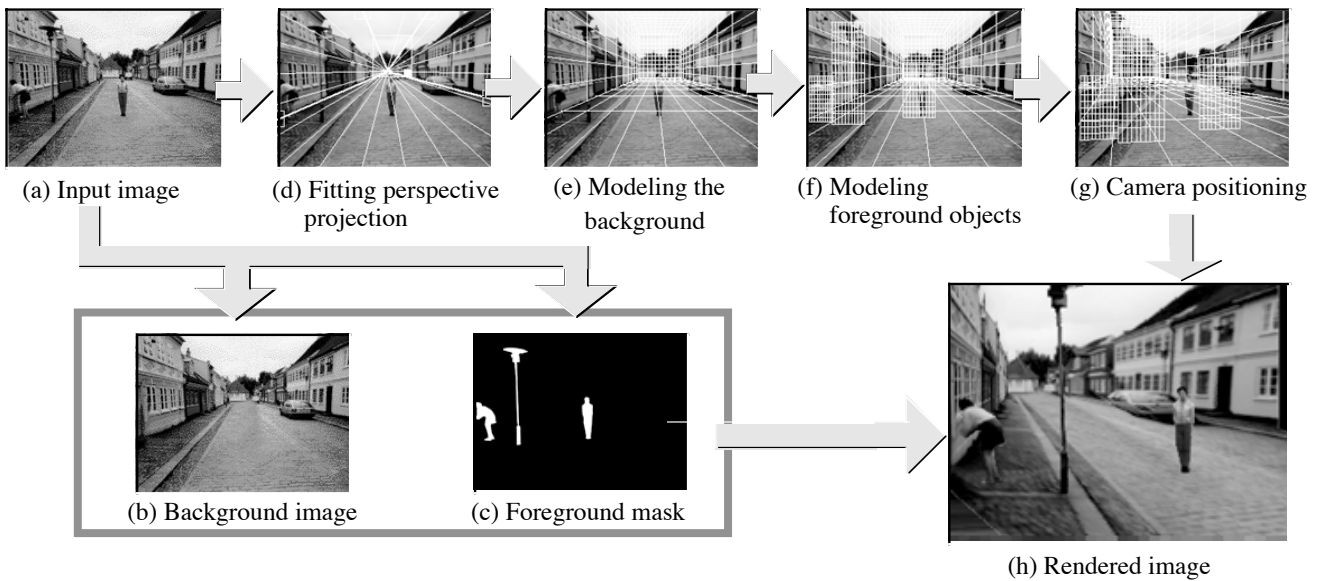 (a) Input image
(d) Fitting perspective
projection
(e) Modeling the
background
(f) Modeling
foreground objects
(g) Camera positioning
(b) Background image
(c) Foreground mask
(h) Rendered image